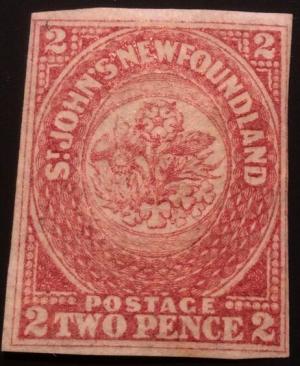 2 2
ST JOHN'S NEWFOUNDLAND
POSTAGE
2 TWO PENCE 2